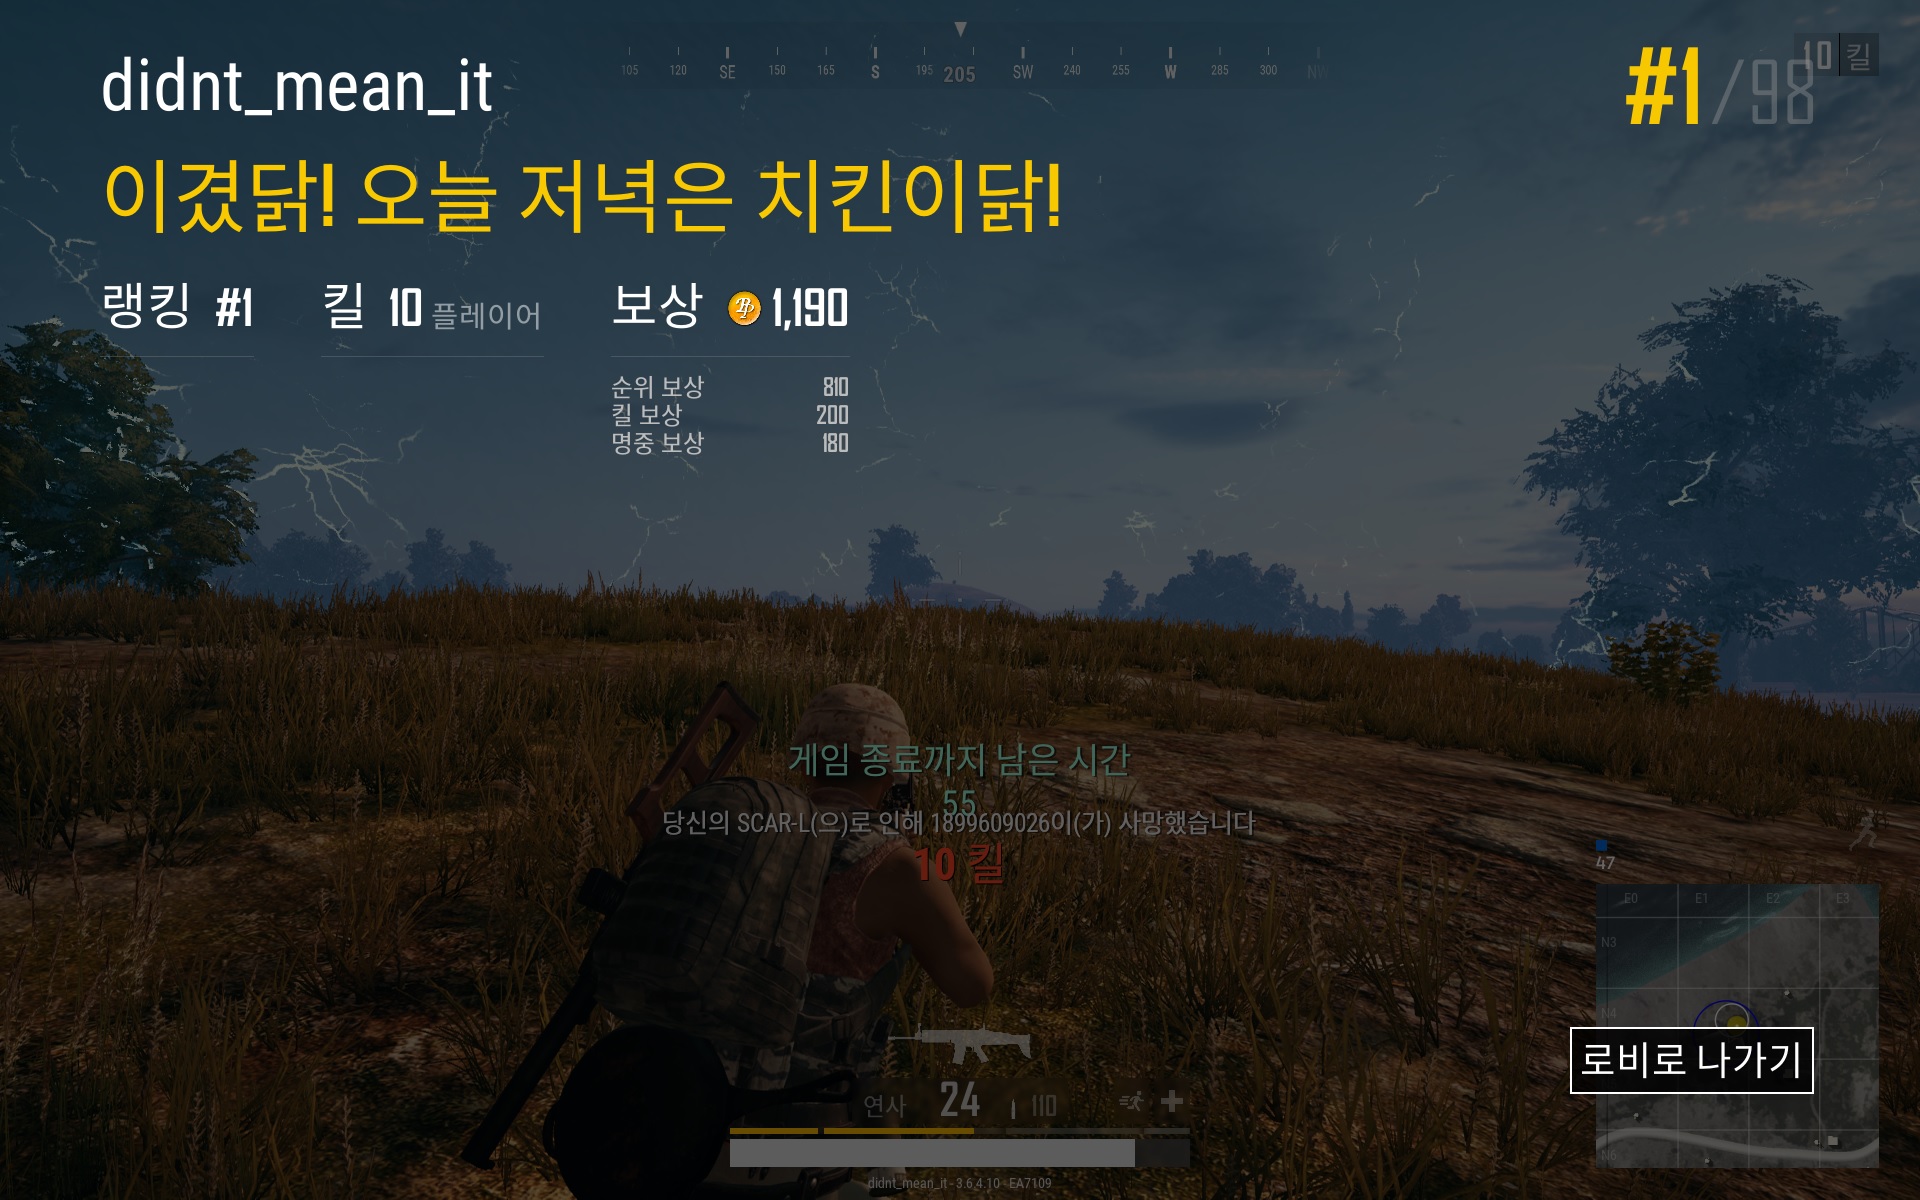 105 120 SE 150 165 S 195 205 SW 240 255 W 285 300 NW
didnt_mean_it
#1/98
10 킬
이겼닭! 오늘 저녁은 치킨이닭!
랭킹 #1 킬 10 플레이어 보상 1,190
순위 보상 810
킬 보상 200
명중 보상 180
게임 종료까지 남은 시간
55
당신의 SCAR-L(으)로 인해 1899609026이(가) 사망했습니다
10 킬
47
E0 E1 E2 E3
N3
N4
로비로 나가기
연사 24 110
N6
didnt_mean_it - 3.6.4.10 - EA7109